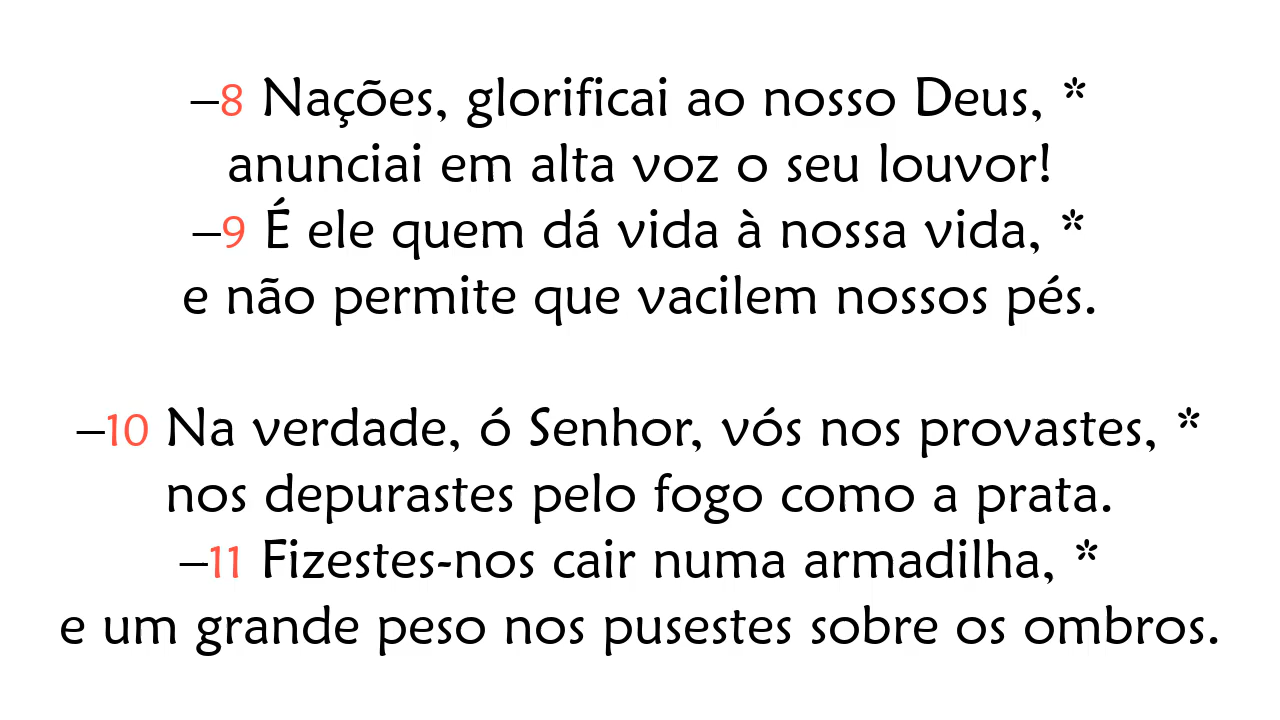 –8 Nações, glorificai ao nosso Deus, *
anunciai em alta voz o seu louvor!
–9 É ele quem dá vida à nossa vida, *
e não permite que vacilem nossos pés.
–10 Na verdade, ó Senhor, vós nos provastes, *
nos depurastes pelo fogo como a prata.
–11 Fizestes-nos cair numa armadilha, *
e um grande peso nos pusestes sobre os ombros.